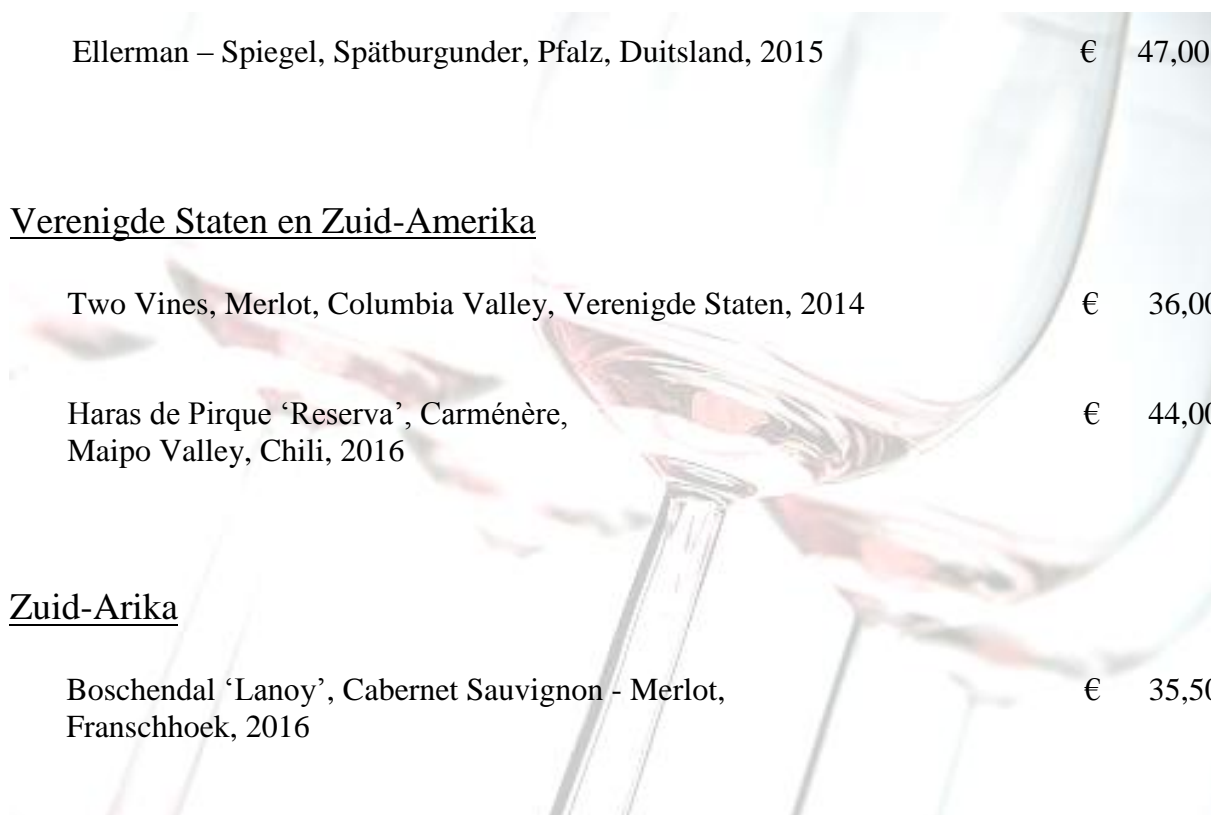 Ellerman – Spiegel, Spätburgunder, Pfalz, Duitsland, 2015 € 47,00
Verenigde Staten en Zuid-Amerika
Two Vines, Merlot, Columbia Valley, Verenigde Staten, 2014 € 36,00
Haras de Pirque ‘Reserva’, Carménère, € 44,00
Maipo Valley, Chili, 2016
Zuid-Arika
Boschendal ‘Lanoy’, Cabernet Sauvignon - Merlot, € 35,50
Franschhoek, 2016